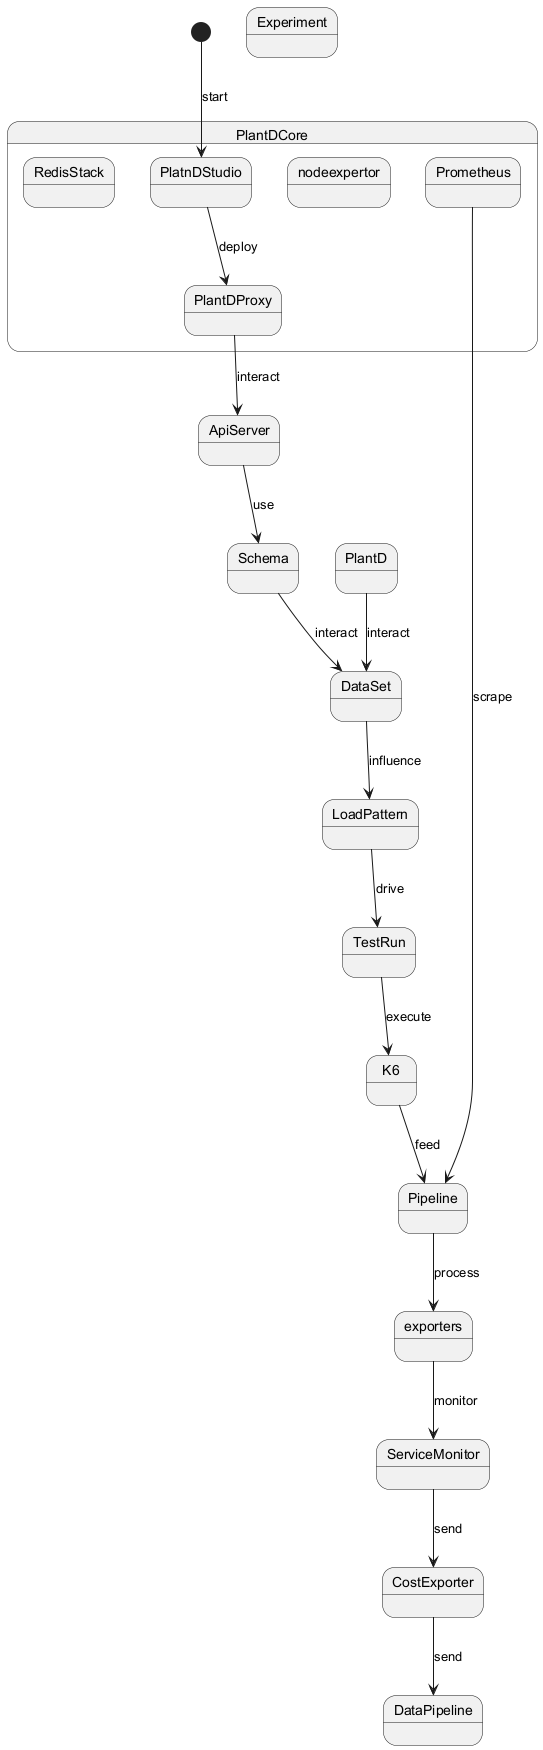 Experiment
start
PlantDCore
RedisStack
PlatnDStudio
nodeexpertor
Prometheus
deploy
PlantDProxy
interact
ApiServer
use
Schema
PlantD
interact
interact
DataSet
scrape
influence
LoadPattern
drive
TestRun
execute
K6
feed
Pipeline
process
exporters
monitor
ServiceMonitor
send
CostExporter
send
DataPipeline